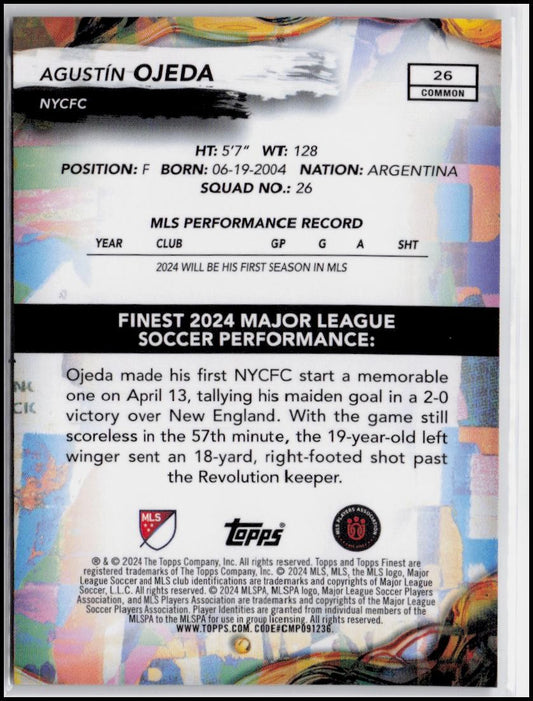 AGUSTÍN OJEDA
NYCFC
26
COMMON
HT: 5'7" WT: 128
POSITION: F BORN: 06-19-2004 NATION: ARGENTINA
SQUAD NO.: 26
MLS PERFORMANCE RECORD
YEAR CLUB GP G A SHT
2024 WILL BE HIS FIRST SEASON IN MLS
FINEST 2024 MAJOR LEAGUE
SOCCER PERFORMANCE:
Ojeda made his first NYCFC start a memorable
one on April 13, tallying his maiden goal in a 2-0
victory over New England. With the game still
scoreless in the 57th minute, the 19-year-old left
winger sent an 18-yard, right-footed shot past
the Revolution keeper.
MLS
Topps
MLS PLAYERS ASSOCIATION
® & © 2024 The Topps Company, Inc. All rights reserved. Topps and Topps Finest are
registered trademarks of The Topps Company, Inc. © 2024 MLS, MLS, the MLS logo, Major
League Soccer and MLS club identifications are trademarks and copyrights of Major League
Soccer, L.L.C. All rights reserved. © 2024 MLSPA, MLSPA logo, Major League Soccer Players
Association, and MLS Players Association are trademarks and copyrights of Major League
Soccer Players Association. Player Identities are granted from individual members of the
MLSPA to the MLSPA for use in group licensing. All rights reserved.
WWW.TOPPS.COM. CODE#CMP091236.